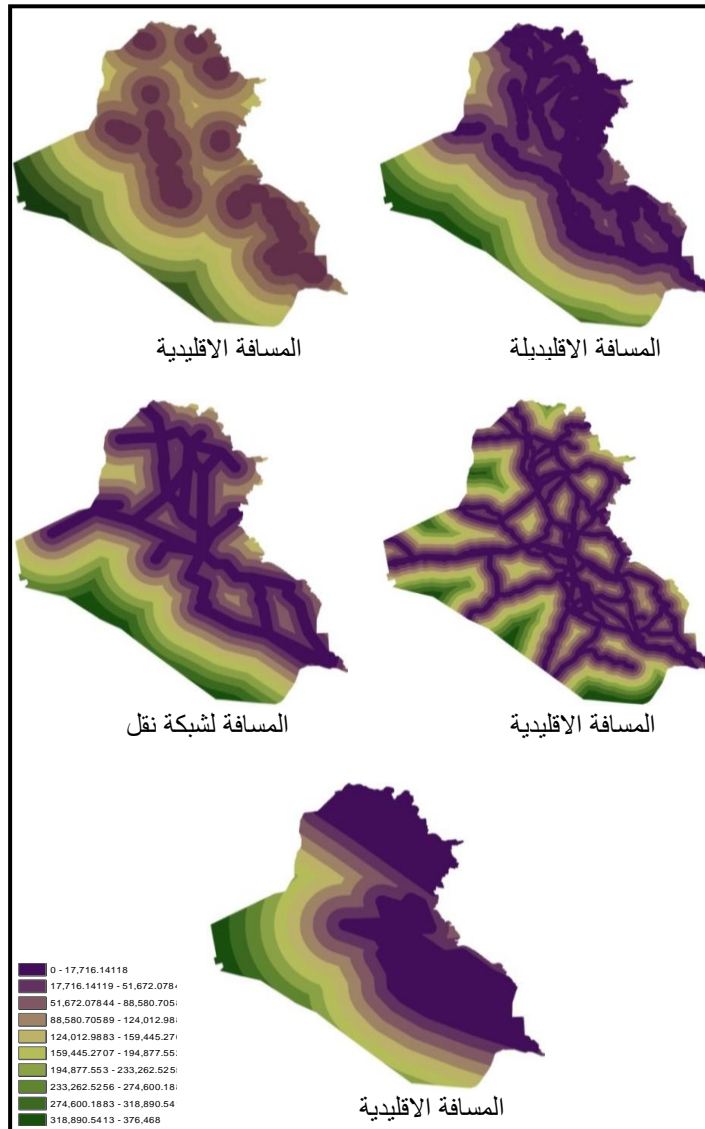 المسافة الاقليدية
المسافة الاقليديلة
المسافة لشبكة نقل
المسافة الاقليدية
0 - 17,716.14118
17,716.14119 - 51,672.0784
51,672.07844 - 88,580.7058
88,580.70589 - 124,012.98
124,012.9883 - 159,445.27
159,445.2707 - 194,877.55
194,877.553 - 233,262.525
233,262.5256 - 274,600.18
274,600.1883 - 318,890.54
318,890.5413 - 376,468
المسافة الاقليدية